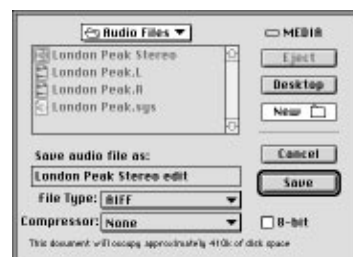 Audio Files
MEDIA
London Peak Stereo
London Peak.L
London Peak.R
London Peak.sys
Eject
Desktop
New
Save audio file as:
London Peak Stereo edit
Cancel
Save
File Type: AIFF
Compressor: None
8-bit
This document will occupy approximately 410k of disk space